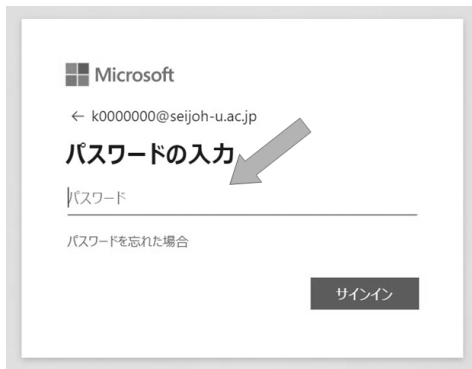 Microsoft
← k0000000@seijoh-u.ac.jp
パスワードの入力
パスワード
パスワードを忘れた場合
サインイン